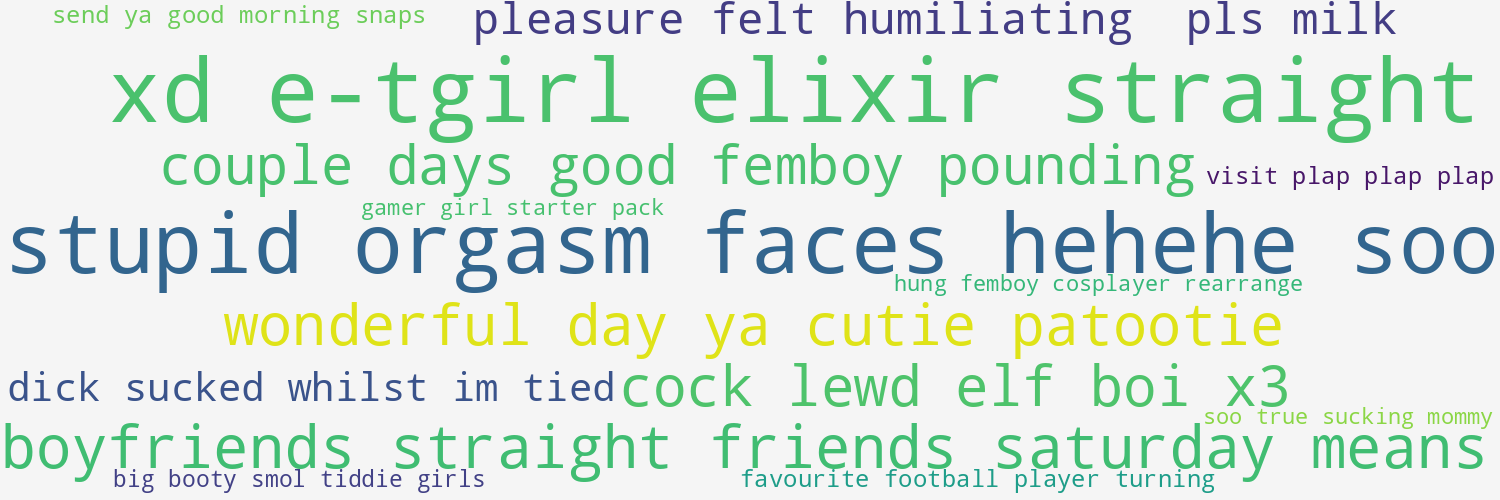 send ya good morning snaps
pleasure felt humiliating
pls milk
xd e-tgirl elixir straight
couple days good femboy pounding
visit plap plap plap
gamer girl starter pack
stupid orgasm faces hehehe soo
hung femboy cosplayer rearrange
wonderful day ya cutie patootie
dick sucked whilst im tied
cock lewd elf boi x3
soo true sucking mommy
boyfriends straight friends saturday means
big booty smol tiddie girls
favourite football player turning